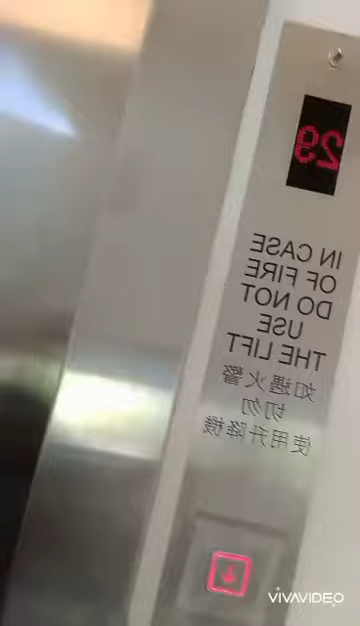 29
IN CASE
OF FIRE
DO NOT
USE
THE LIFT
如遇火警
切勿
使用升降機
VIVAVIDEO